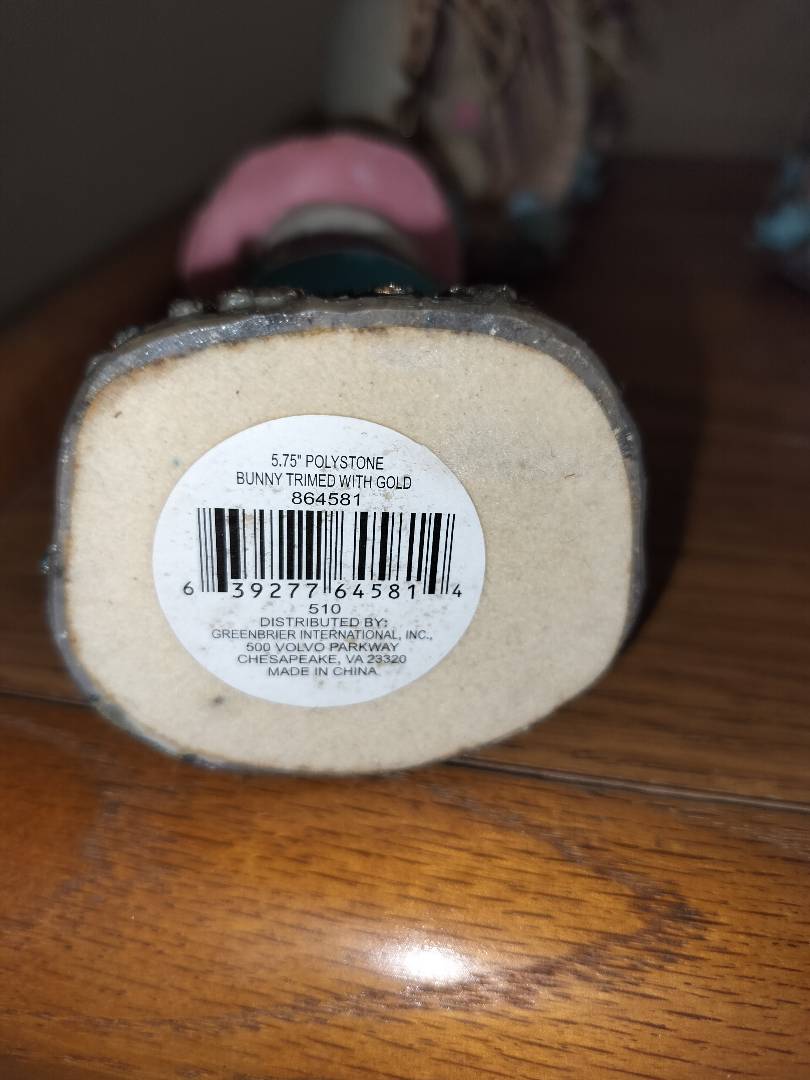 5.75" POLYSTONE
BUNNY TRIMED WITH GOLD
864581
6 39277 64581 4
510
DISTRIBUTED BY:
GREENBRIER INTERNATIONAL, INC.,
500 VOLVO PARKWAY
CHESAPEAKE, VA 23320
MADE IN CHINA